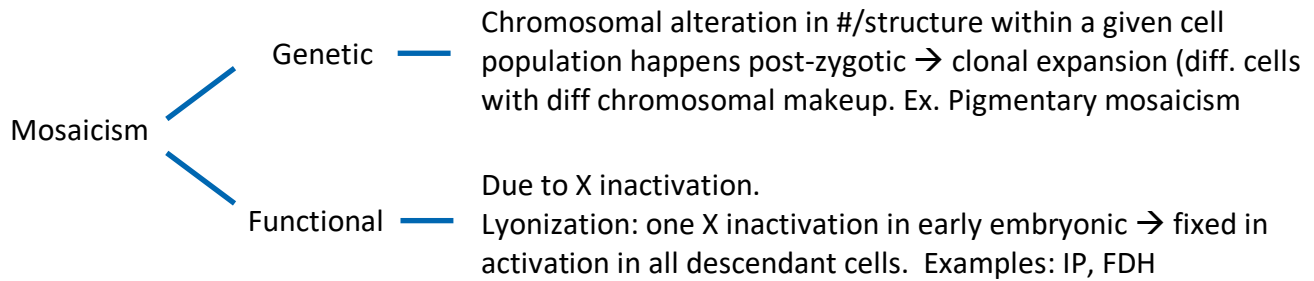 Chromosomal alteration in #/structure within a given cell
Genetic
population happens post-zygotic → clonal expansion (diff. cells
with diff chromosomal makeup. Ex. Pigmentary mosaicism
Mosaicism
Due to X inactivation.
Functional
Lyonization: one X inactivation in early embryonic → fixed in
activation in all descendant cells.  Examples: IP, FDH